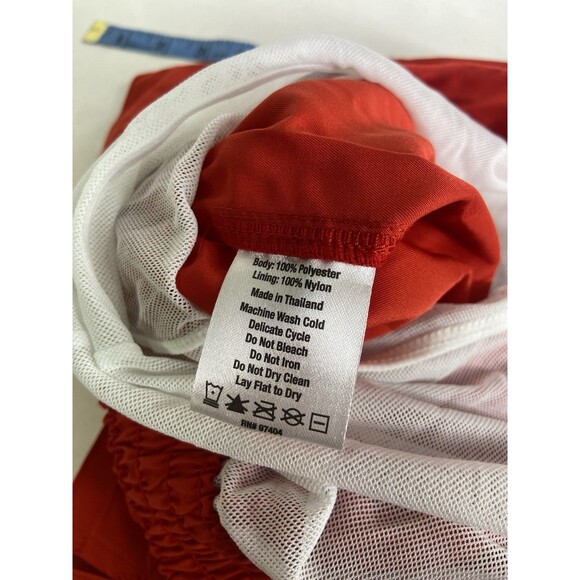 Body: 100% Polyester
Lining: 100% Nylon
Made in Thailand
Machine Wash Cold
Delicate Cycle
Do Not Bleach
Do Not Iron
Do Not Dry Clean
Lay Flat to Dry
RN# 97404